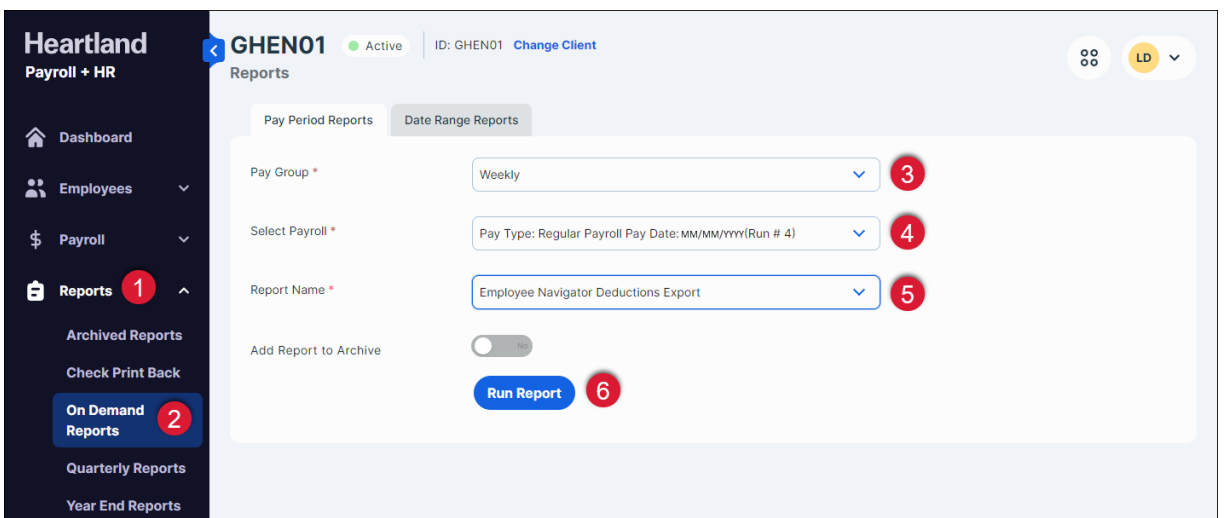 Heartland
Payroll + HR
Dashboard
Employees
$ Payroll
Reports 1
Archived Reports
Check Print Back
On Demand
Reports
2
Quarterly Reports
Year End Reports
GHEN01 Active ID: GHEN01 Change Client
Reports
LD
Pay Period Reports Date Range Reports
Pay Group * Weekly 3
Select Payroll * Pay Type: Regular Payroll Pay Date: MM/MM/YYYY(Run # 4) 4
Report Name * Employee Navigator Deductions Export 5
Add Report to Archive No
Run Report 6